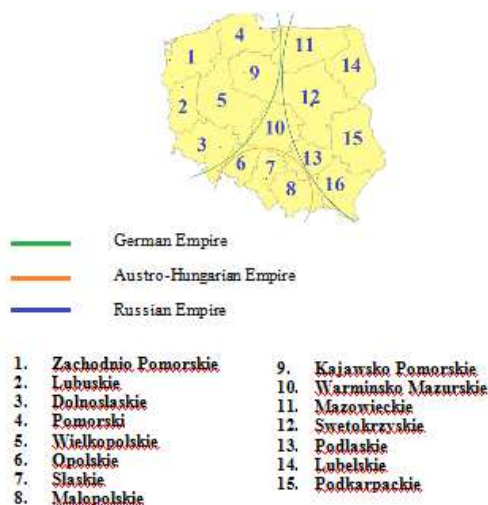 4
11
1
14
9
2
5
12
10
15
3
13
6
7
16
8
German Empire
Austro-Hungarian Empire
Russian Empire
1. Zachodnio Pomorskie
2. Lubuskie
3. Dolnoslaskie
4. Pomorski
5. Wielkopolskie
6. Opolskie
7. Slaskie
8. Malopolskie
9. Kajawsko Pomorskie
10. Warminsko Mazurskie
11. Mazowieckie
12. Swetokrzyskie
13. Podlaskie
14. Lubelskie
15. Podkarpackie